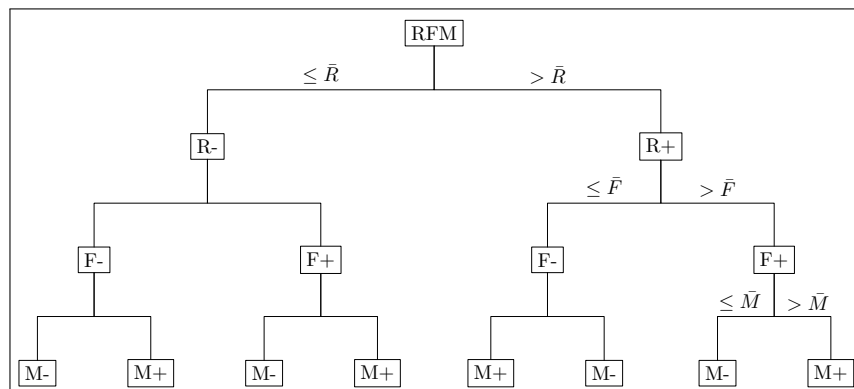 RFM
≤ R̄ > R̄
R- R+
≤ F̄ > F̄
F- F+ F- F+
≤ M̄ > M̄
M- M+ M- M+ M+ M- M- M+